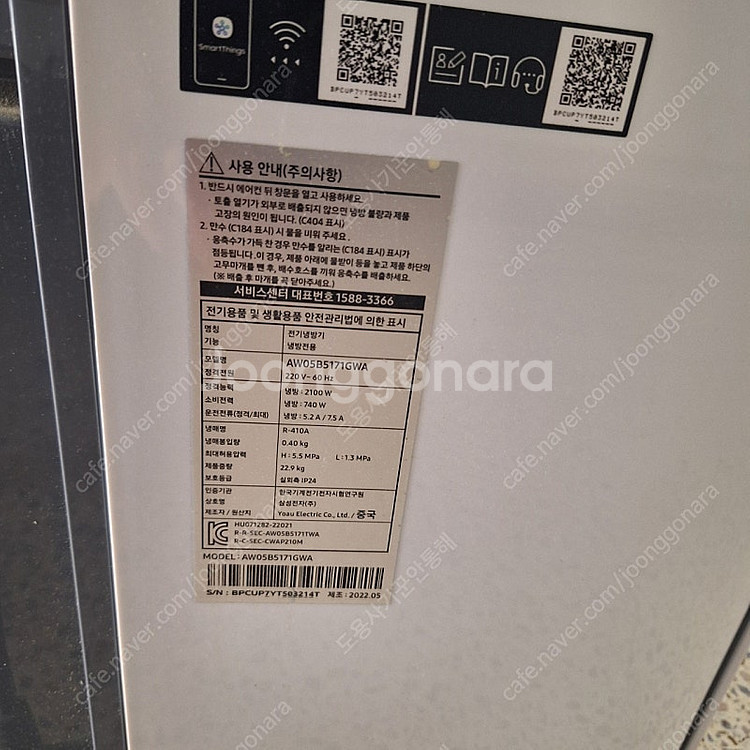 SmartThings
BPCUP7YT503214T
BPCUP7YT503214T
사용 안내(주의사항)
1. 반드시 에어컨 뒤 창문을 열고 사용하세요.
· 토출 열기가 외부로 배출되지 않으면 냉방 불량과 제품
고장의 원인이 됩니다. (C404 표시)
2. 만수 (C184 표시) 시 물을 비워 주세요.
· 응축수가 가득 찬 경우 만수를 알리는 (C184 표시) 표시가
점등됩니다. 이 경우, 제품 아래에 물받이 등을 놓고 제품 하단의
고무마개를 뺀 후, 배수호스를 끼워 응축수를 배출하세요.
(※ 배출 후 마개를 꼭 닫아주세요.)
서비스센터 대표번호 1588-3366
전기용품 및 생활용품 안전관리법에 의한 표시
명칭 전기냉방기
기능 냉방전용
모델명 AW05B5171GWA
정격전원 220 V~ 60 Hz
정격능력 냉방 : 2100 W
소비전력 냉방 : 740 W
운전전류(정격/최대) 냉방 : 5.2 A / 7.5 A
냉매명 R-410A
냉매봉입량 0.40 kg
최대허용압력 H : 5.5 MPa L : 1.3 MPa
제품중량 22.9 kg
보호등급 실외측 IP24
인증기관 한국기계전기전자시험연구원
상호명 삼성전자(주)
제조자 / 원산지 Yoau Electric Co., Ltd. / 중국
HU071282-22021
R-R-SEC-AW05B5171TWA
R-C-SEC-CWAP210M
MODEL : AW05B5171GWA
S/N : BPCUP7YT503214T 제조 : 2022.05
joonggonara
cafe.naver.com/joonggonara